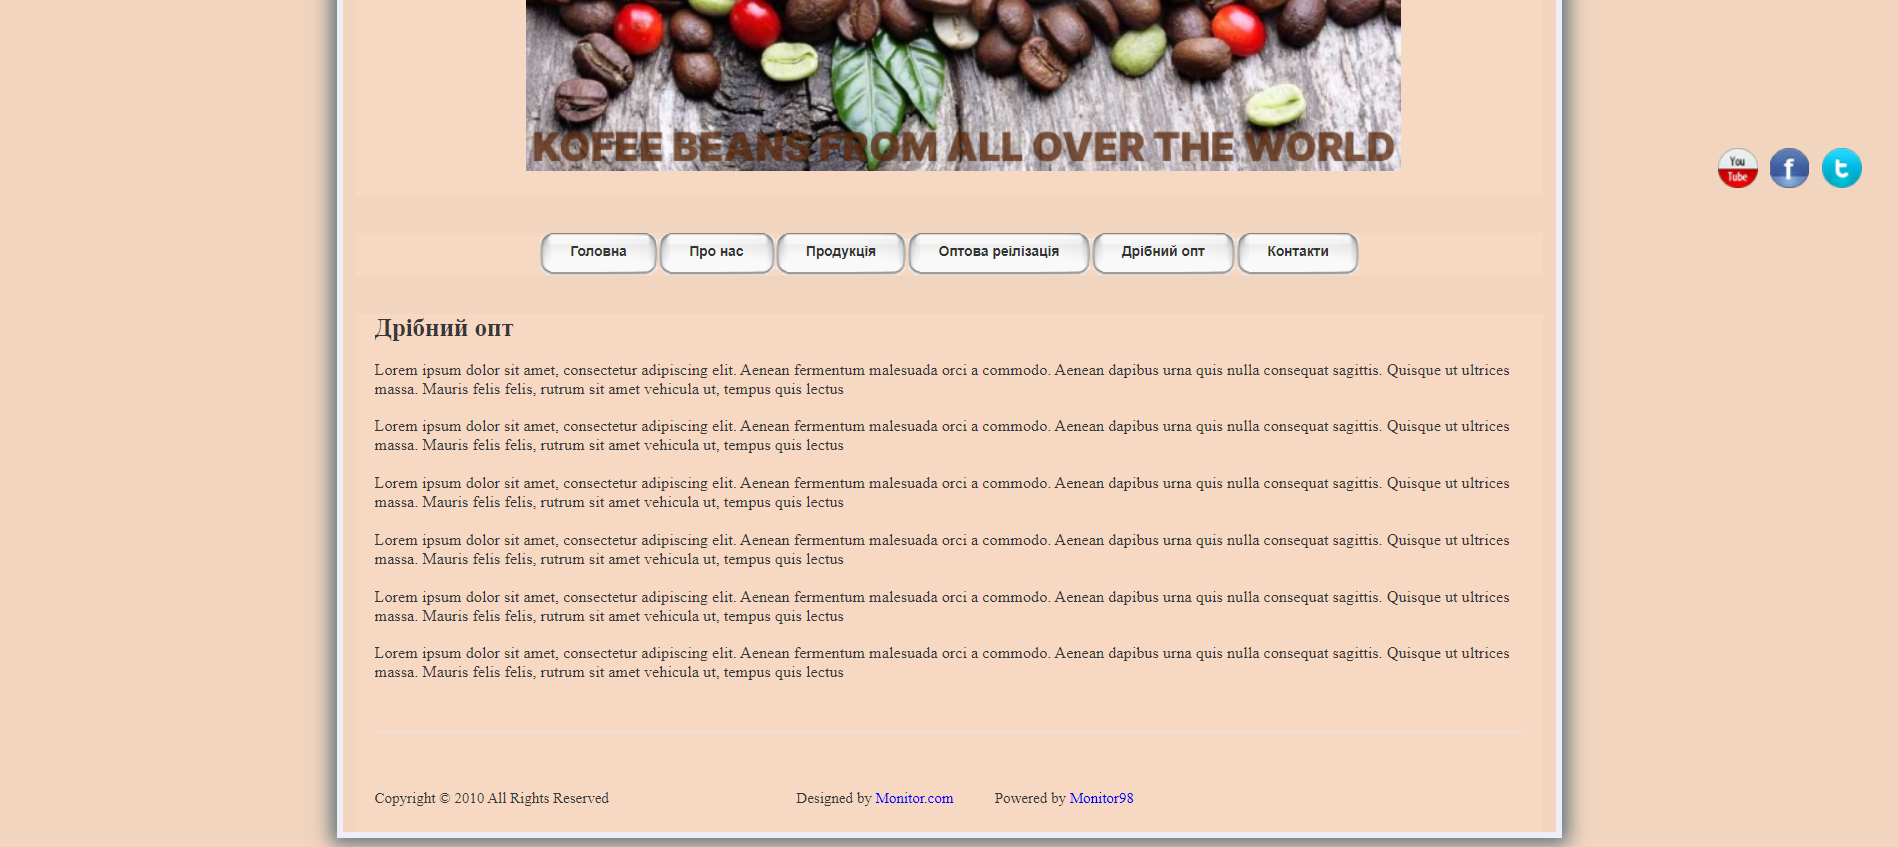 KOFEE BEANS FROM ALL OVER THE WORLD
You
Tube
f
t
Головна
Про нас
Продукція
Оптова реілізація
Дрібний опт
Контакти
Дрібний опт
Lorem ipsum dolor sit amet, consectetur adipiscing elit. Aenean fermentum malesuada orci a commodo. Aenean dapibus urna quis nulla consequat sagittis. Quisque ut ultrices
massa. Mauris felis felis, rutrum sit amet vehicula ut, tempus quis lectus
Lorem ipsum dolor sit amet, consectetur adipiscing elit. Aenean fermentum malesuada orci a commodo. Aenean dapibus urna quis nulla consequat sagittis. Quisque ut ultrices
massa. Mauris felis felis, rutrum sit amet vehicula ut, tempus quis lectus
Lorem ipsum dolor sit amet, consectetur adipiscing elit. Aenean fermentum malesuada orci a commodo. Aenean dapibus urna quis nulla consequat sagittis. Quisque ut ultrices
massa. Mauris felis felis, rutrum sit amet vehicula ut, tempus quis lectus
Lorem ipsum dolor sit amet, consectetur adipiscing elit. Aenean fermentum malesuada orci a commodo. Aenean dapibus urna quis nulla consequat sagittis. Quisque ut ultrices
massa. Mauris felis felis, rutrum sit amet vehicula ut, tempus quis lectus
Lorem ipsum dolor sit amet, consectetur adipiscing elit. Aenean fermentum malesuada orci a commodo. Aenean dapibus urna quis nulla consequat sagittis. Quisque ut ultrices
massa. Mauris felis felis, rutrum sit amet vehicula ut, tempus quis lectus
Lorem ipsum dolor sit amet, consectetur adipiscing elit. Aenean fermentum malesuada orci a commodo. Aenean dapibus urna quis nulla consequat sagittis. Quisque ut ultrices
massa. Mauris felis felis, rutrum sit amet vehicula ut, tempus quis lectus
Copyright © 2010 All Rights Reserved
Designed by Monitor.com
Powered by Monitor98